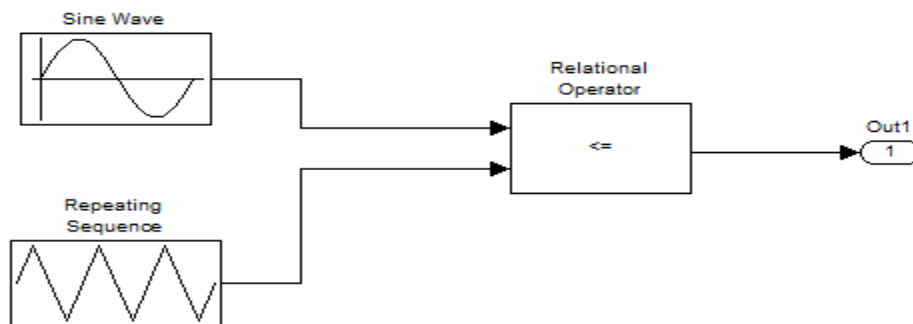 Sine Wave
Relational
Operator
<=
Out1
1
Repeating
Sequence